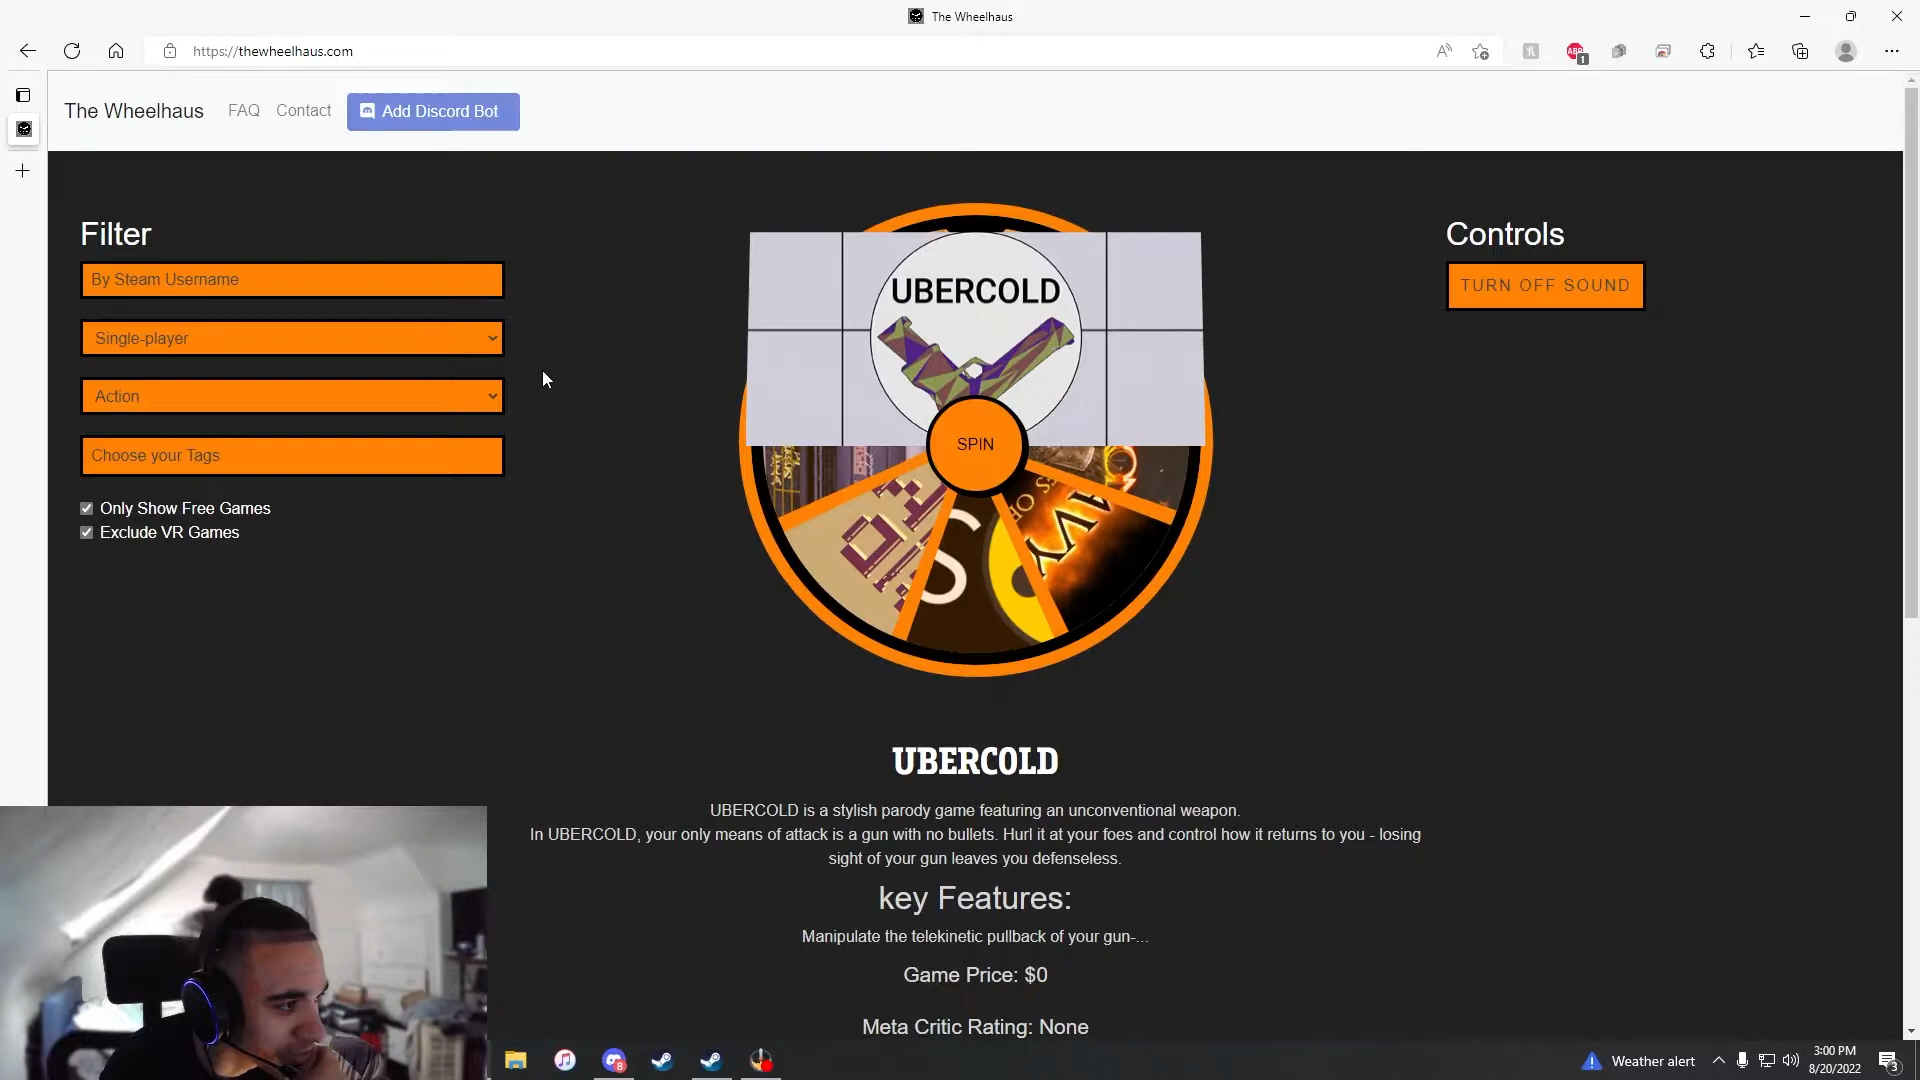 The Wheelhaus
https://thewheelhaus.com
ABP
1
The Wheelhaus
FAQ
Contact
Add Discord Bot
Filter
By Steam Username
Single-player
Action
Choose your Tags
Only Show Free Games
Exclude VR Games
UBERCOLD
SPIN
Controls
TURN OFF SOUND
UBERCOLD
UBERCOLD is a stylish parody game featuring an unconventional weapon.
In UBERCOLD, your only means of attack is a gun with no bullets. Hurl it at your foes and control how it returns to you - losing
sight of your gun leaves you defenseless.
key Features:
Manipulate the telekinetic pullback of your gun-...
Game Price: $0
Meta Critic Rating: None
8
Weather alert
3:00 PM
8/20/2022
3